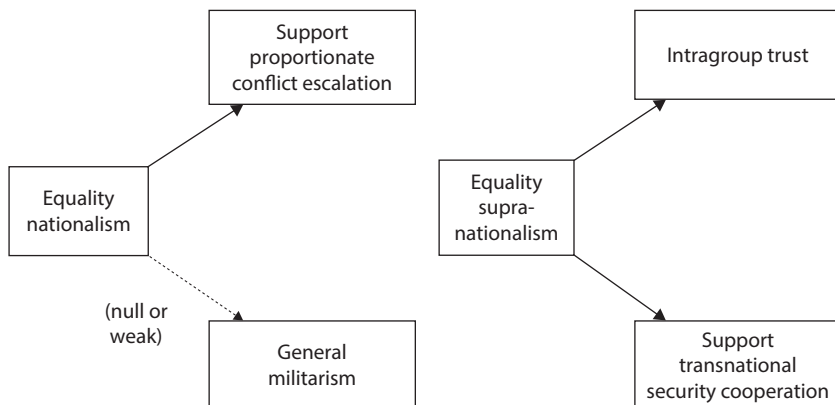 Support
proportionate
conflict escalation
Equality
nationalism
(null or
weak)
General
militarism
Intragroup trust
Equality
supra-
nationalism
Support
transnational
security cooperation